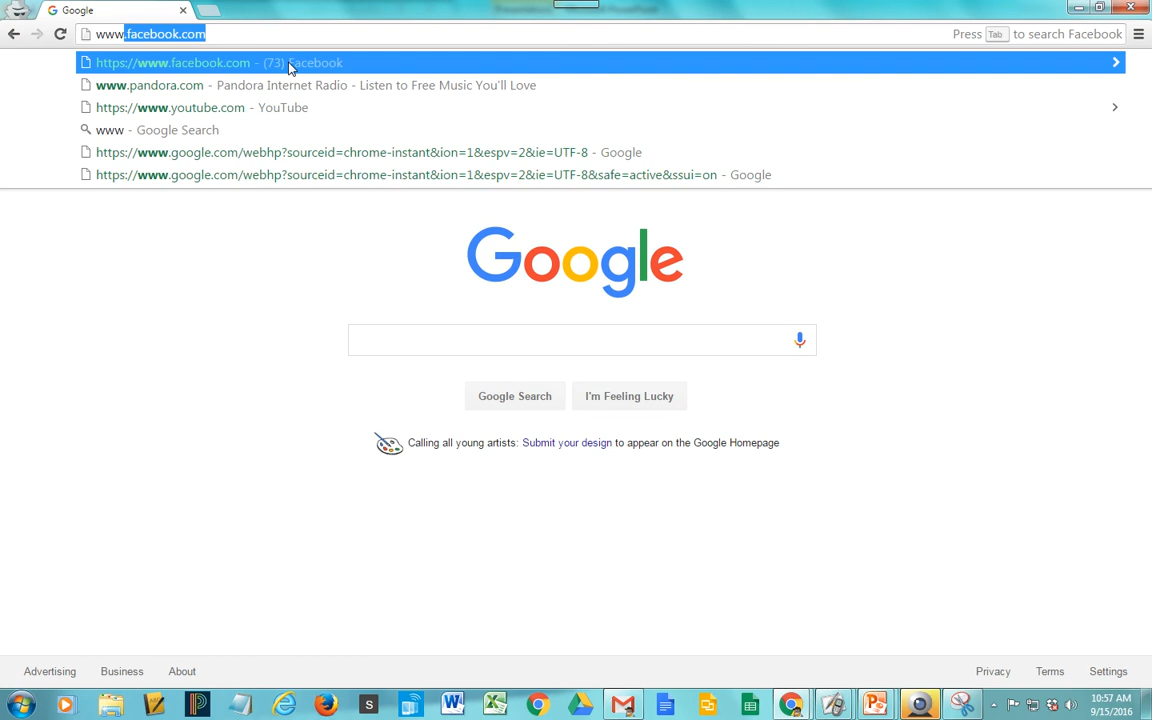 Google
www.facebook.com
Press Tab to search Facebook
https://www.facebook.com - (73) Facebook
www.pandora.com - Pandora Internet Radio - Listen to Free Music You'll Love
https://www.youtube.com - YouTube
www - Google Search
https://www.google.com/webhp?sourceid=chrome-instant&ion=1&espv=2&ie=UTF-8 - Google
https://www.google.com/webhp?sourceid=chrome-instant&ion=1&espv=2&ie=UTF-8&safe=active&ssui=on - Google
Google
Google Search
I'm Feeling Lucky
Calling all young artists: Submit your design to appear on the Google Homepage
Advertising
Business
About
Privacy
Terms
Settings
10:57 AM
9/15/2016